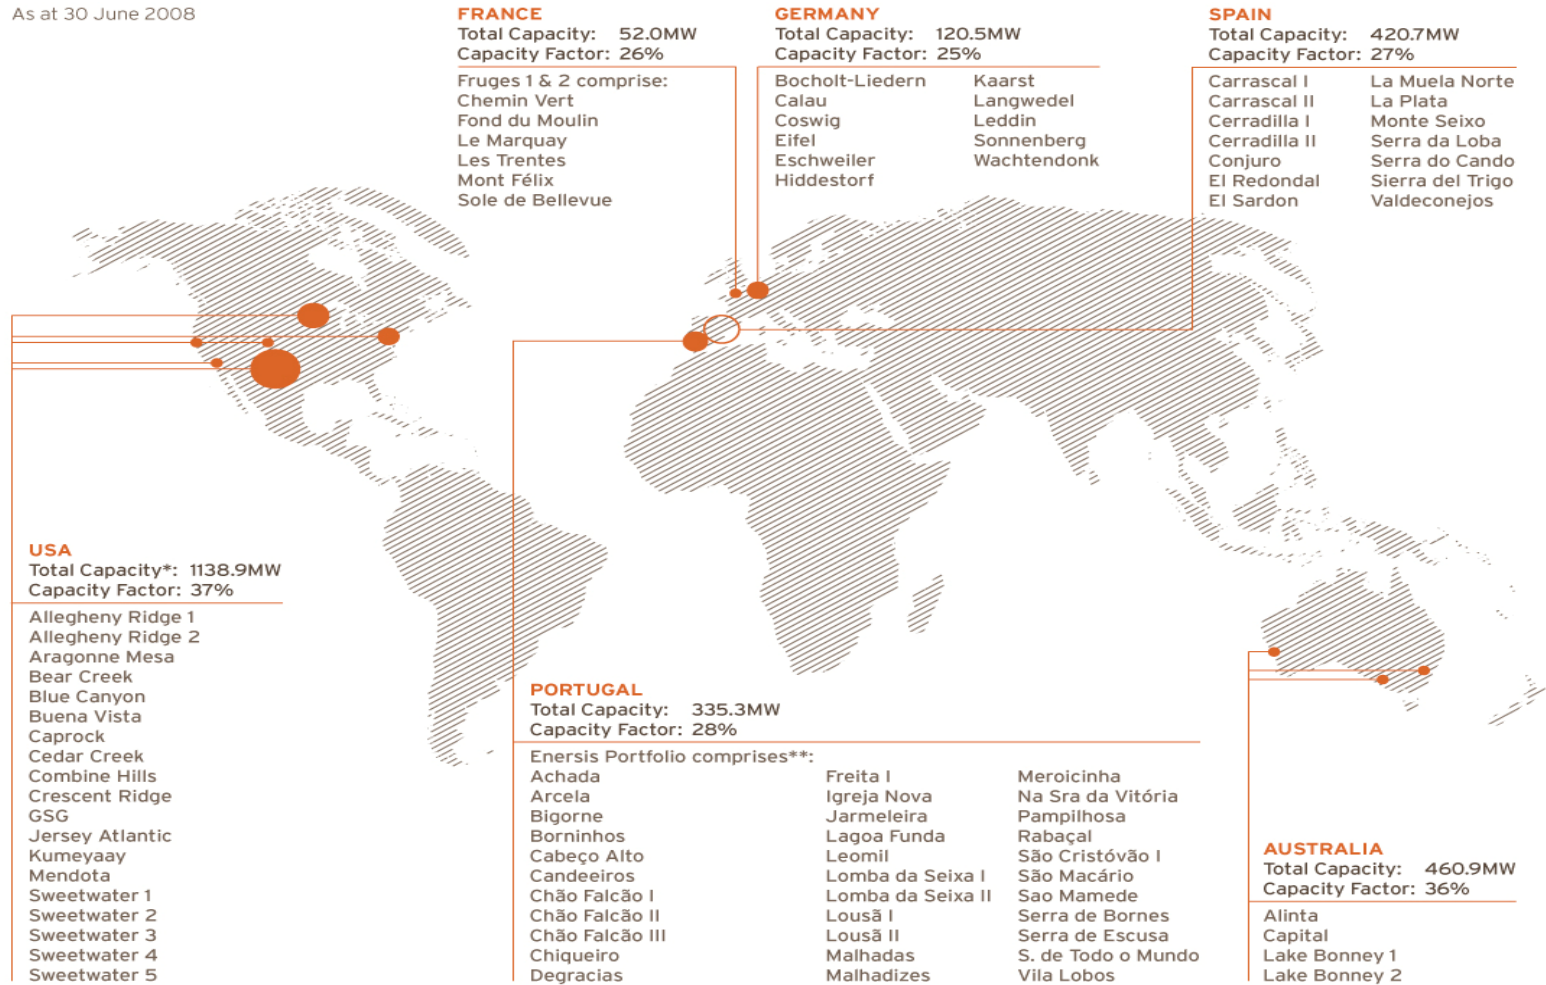 As at 30 June 2008
FRANCE
Total Capacity: 52.0MW
Capacity Factor: 26%
Fruges 1 & 2 comprise:
Chemin Vert
Fond du Moulin
Le Marquay
Les Trentes
Mont Félix
Sole de Bellevue
GERMANY
Total Capacity: 120.5MW
Capacity Factor: 25%
Bocholt-Liedern
Calau
Coswig
Eifel
Eschweiler
Hiddestorf
Kaarst
Langwedel
Leddin
Sonnenberg
Wachtendonk
SPAIN
Total Capacity: 420.7MW
Capacity Factor: 27%
Carrascal I
Carrascal II
Cerradilla I
Cerradilla II
Conjuro
El Redondal
El Sardon
La Muela Norte
La Plata
Monte Seixo
Serra da Loba
Serra do Cando
Sierra del Trigo
Valdeconejos
USA
Total Capacity*: 1138.9MW
Capacity Factor: 37%
Allegheny Ridge 1
Allegheny Ridge 2
Aragonne Mesa
Bear Creek
Blue Canyon
Buena Vista
Caprock
Cedar Creek
Combine Hills
Crescent Ridge
GSG
Jersey Atlantic
Kumeyaay
Mendota
Sweetwater 1
Sweetwater 2
Sweetwater 3
Sweetwater 4
Sweetwater 5
PORTUGAL
Total Capacity: 335.3MW
Capacity Factor: 28%
Enersis Portfolio comprises**:
Achada
Arcela
Bigorne
Borninhos
Cabeço Alto
Candeeiros
Chão Falcão I
Chão Falcão II
Chão Falcão III
Chiqueiro
Degracias
Freita I
Igreja Nova
Jarmeleira
Lagoa Funda
Leomil
Lomba da Seixa I
Lomba da Seixa II
Lousã I
Lousã II
Malhadas
Malhadizes
Meroicinha
Na Sra da Vitória
Pampilhosa
Rabaçal
São Cristóvão I
São Macário
Sao Mamede
Serra de Bornes
Serra de Escusa
S. de Todo o Mundo
Vila Lobos
AUSTRALIA
Total Capacity: 460.9MW
Capacity Factor: 36%
Alinta
Capital
Lake Bonney 1
Lake Bonney 2